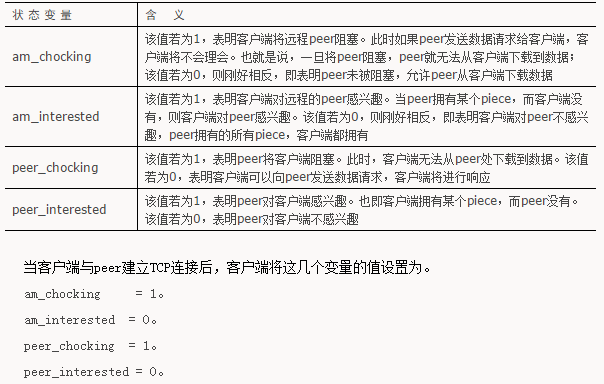 状态变量 含 义
am_chocking
该值若为1，表明客户端将远程peer阻塞。此时如果peer发送数据请求给客户端，客
户端将不会理会。也就是说，一旦将peer阻塞，peer就无法从客户端下载到数据；
该值若为0，则刚好相反，即表明peer未被阻塞，允许peer从客户端下载数据
am_interested
该值若为1，表明客户端对远程的peer感兴趣。当peer拥有某个piece，而客户端没
有，则客户端对peer感兴趣。该值若为0，则刚好相反，即表明客户端对peer不感兴
趣，peer拥有的所有piece，客户端都拥有
peer_chocking
该值若为1，表明peer将客户端阻塞。此时，客户端无法从peer处下载到数据。该值
若为0，表明客户端可以向peer发送数据请求，客户端将进行响应
peer_interested
该值若为1，表明peer对客户端感兴趣。也即客户端拥有某个piece，而peer没有。
该值若为0，表明peer对客户端不感兴趣
当客户端与peer建立TCP连接后，客户端将这几个变量的值设置为。
am_chocking = 1。
am_interested = 0。
peer_chocking = 1。
peer_interested = 0。